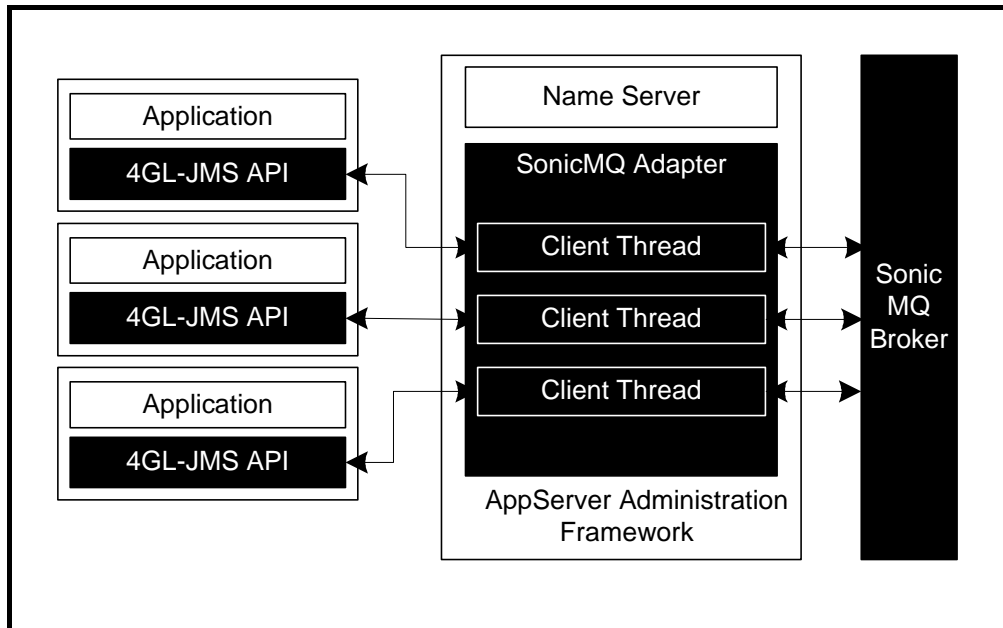 Application
4GL-JMS API
Application
4GL-JMS API
Application
4GL-JMS API
Name Server
SonicMQ Adapter
Client Thread
Client Thread
Client Thread
AppServer Administration
Framework
Sonic
MQ
Broker